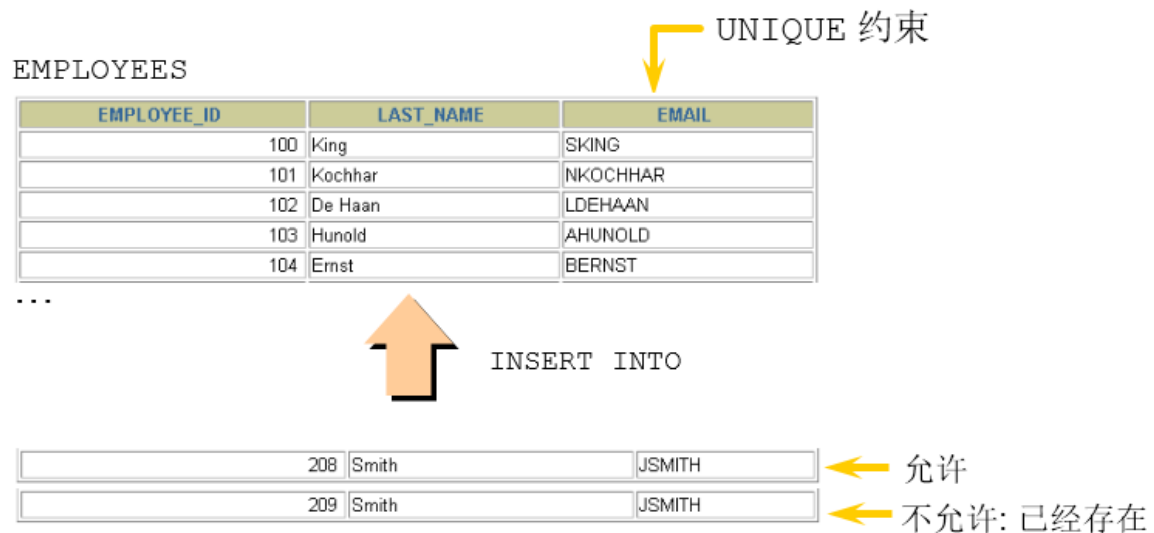 UNIQUE 约束
EMPLOYEES
EMPLOYEE_ID LAST_NAME EMAIL
100 King SKING
101 Kochhar NKOCHHAR
102 De Haan LDEHAAN
103 Hunold AHUNOLD
104 Ernst BERNST
...
INSERT INTO
208 Smith JSMITH 允许
209 Smith JSMITH 不允许: 已经存在